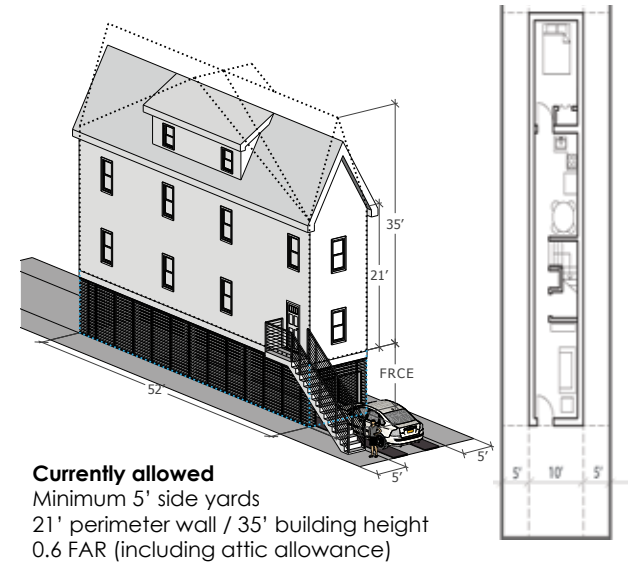 35’
21’
FRCE
52’
5’
5’
5’ 10’ 5’
Currently allowed
Minimum 5’ side yards
21’ perimeter wall / 35’ building height
0.6 FAR (including attic allowance)